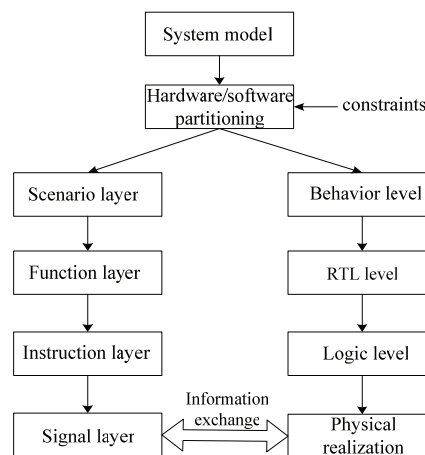 System model
Hardware/software
partitioning
constraints
Scenario layer
Behavior level
Function layer
RTL level
Instruction layer
Logic level
Information
exchange
Signal layer
Physical
realization